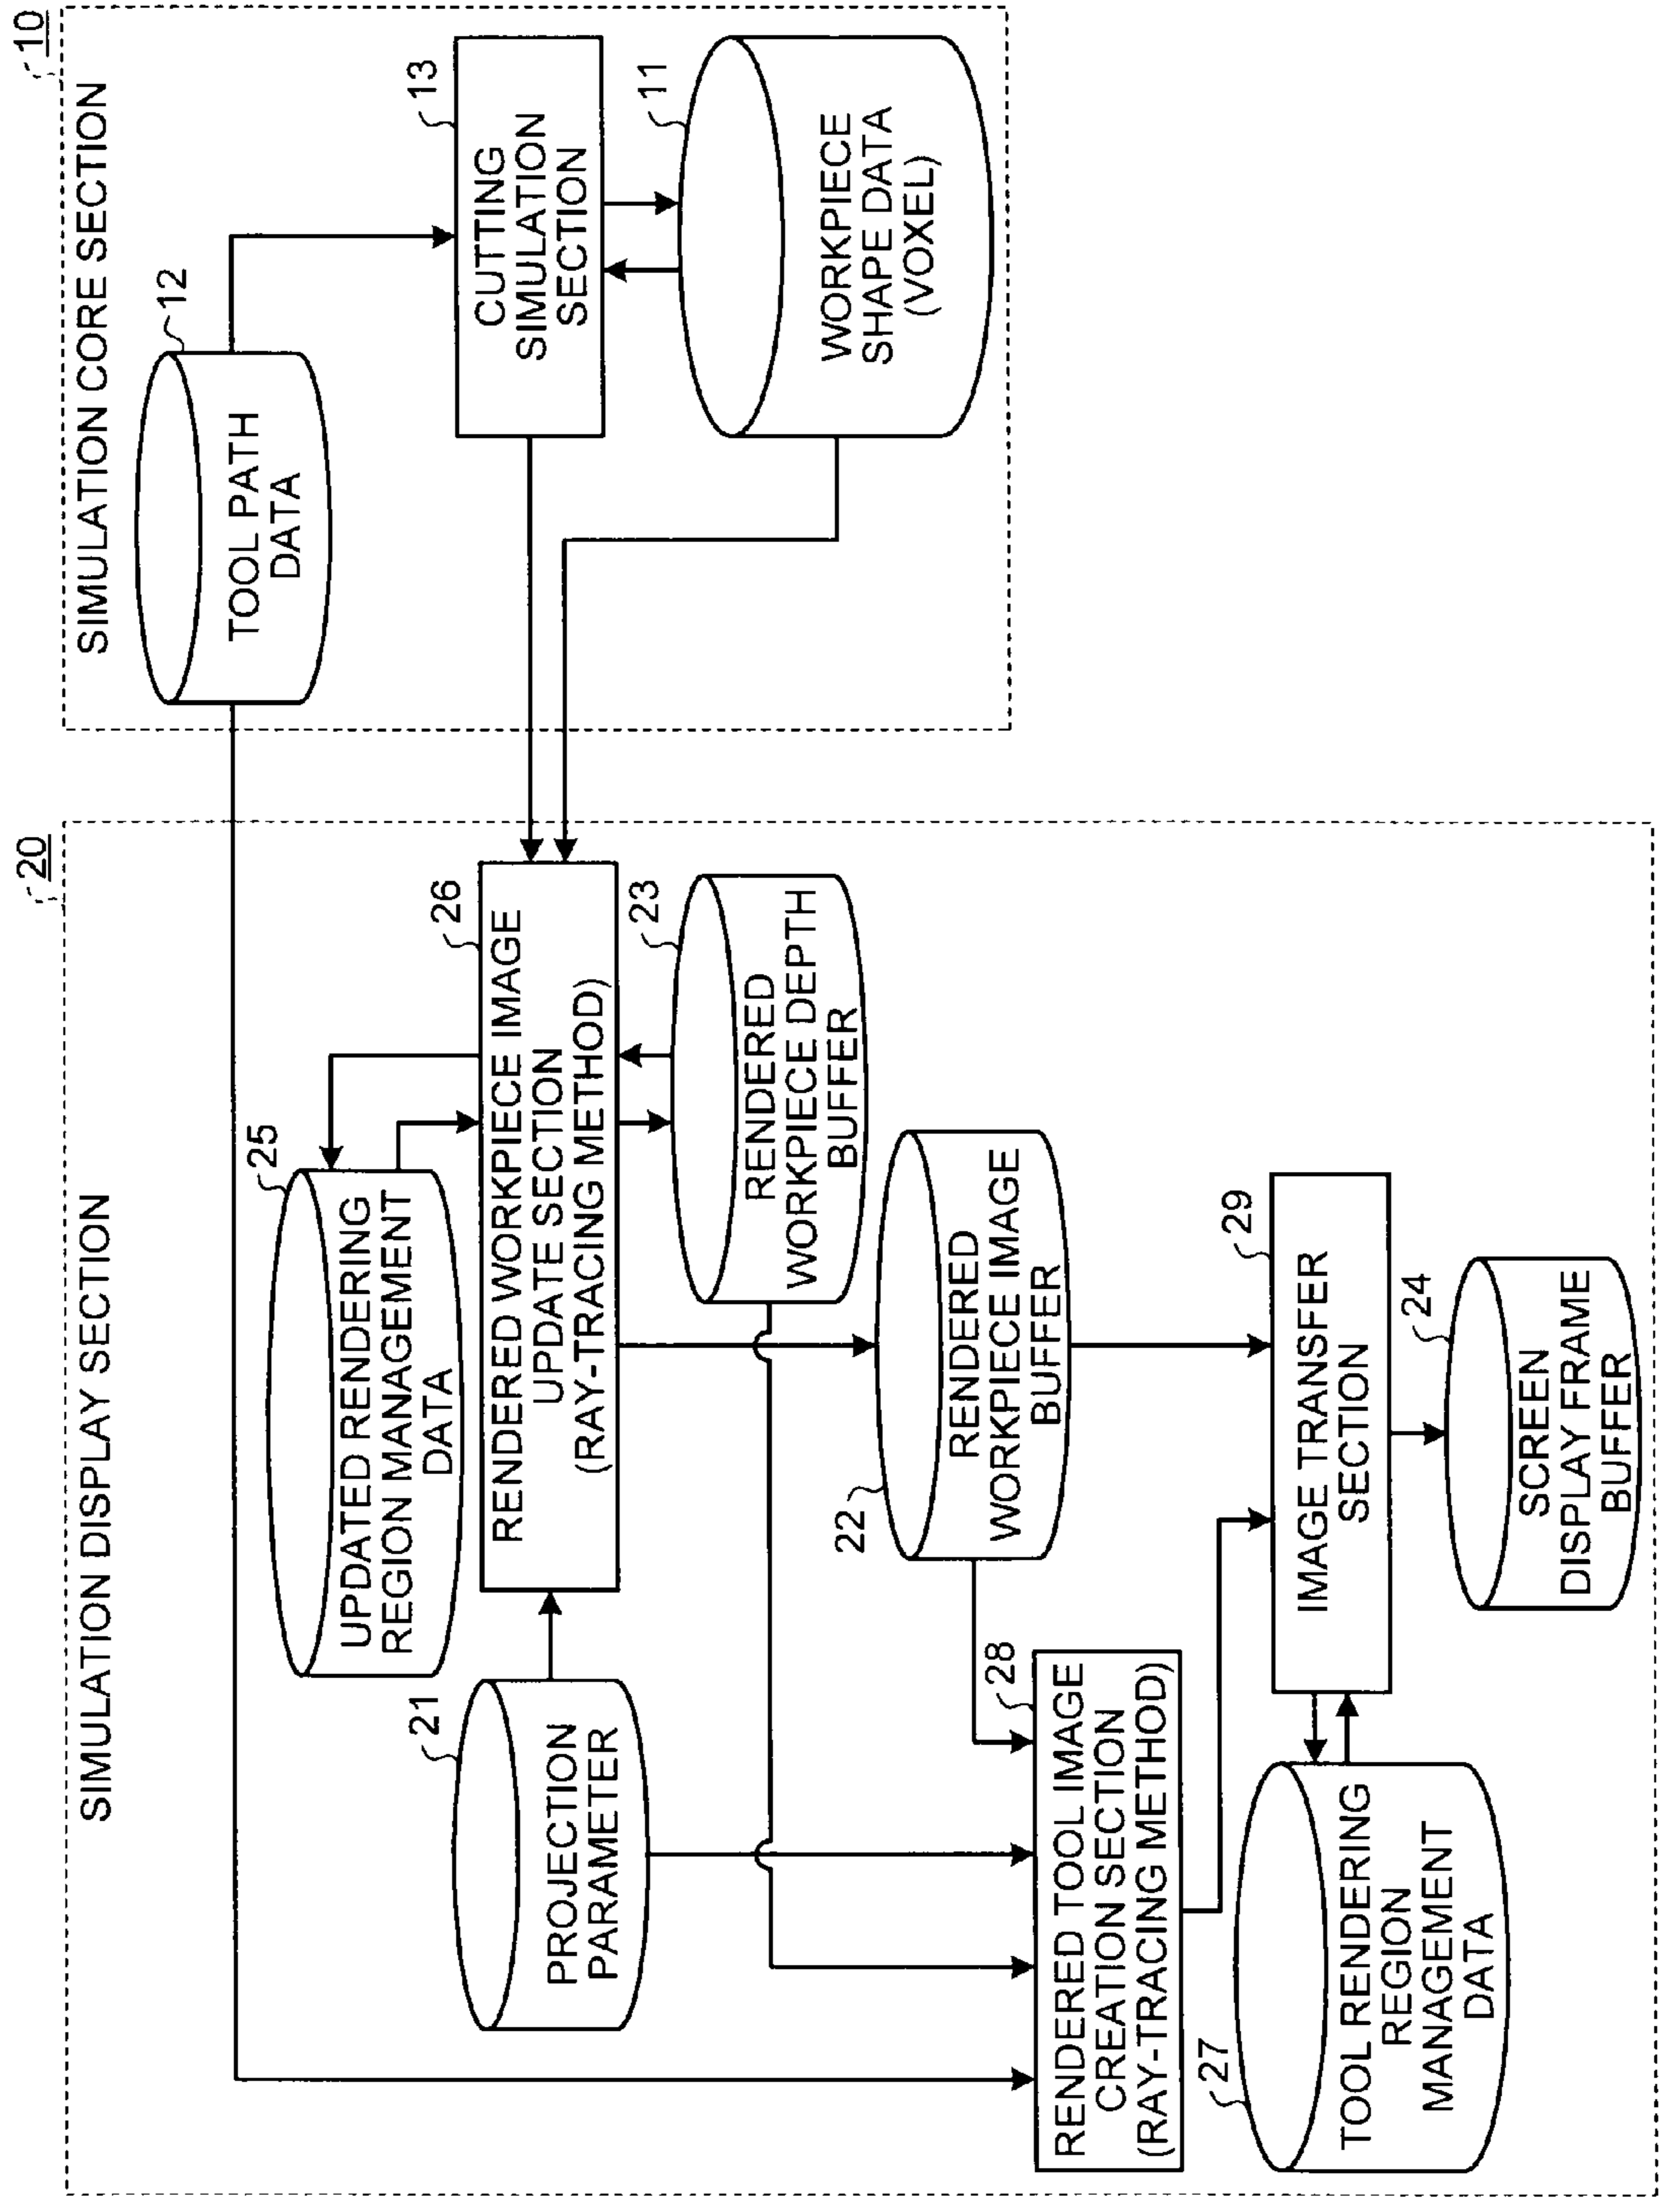 SIMULATION DISPLAY SECTION
20
UPDATED RENDERING
REGION MANAGEMENT
DATA
25
PROJECTION
PARAMETER
21
RENDERED WORKPIECE IMAGE
UPDATE SECTION
(RAY-TRACING METHOD)
26
RENDERED
WORKPIECE DEPTH
BUFFER
23
RENDERED
WORKPIECE IMAGE
BUFFER
22
RENDERED TOOL IMAGE
CREATION SECTION
(RAY-TRACING METHOD)
28
IMAGE TRANSFER
SECTION
29
TOOL RENDERING
REGION
MANAGEMENT
DATA
27
SCREEN
DISPLAY FRAME
BUFFER
24
SIMULATION CORE SECTION
10
TOOL PATH
DATA
12
CUTTING
SIMULATION
SECTION
13
WORKPIECE
SHAPE DATA
(VOXEL)
11